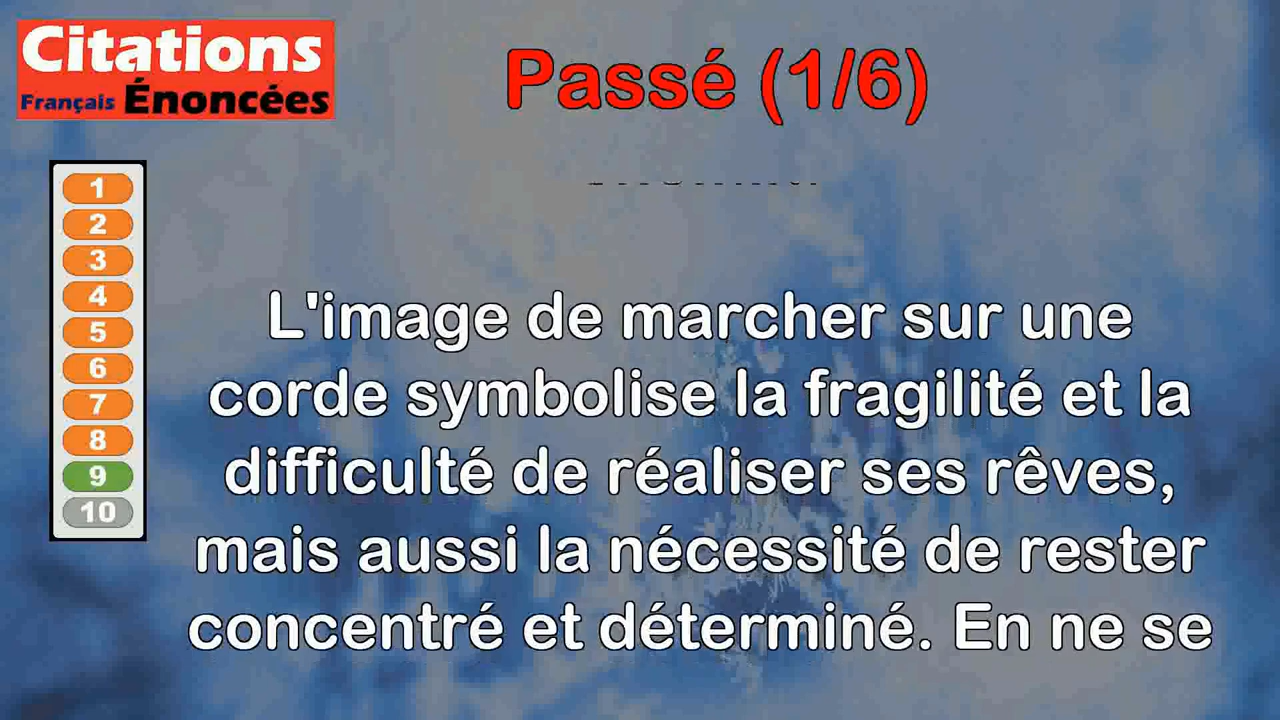 Citations
Français Énoncées
Passé (1/6)
1
2
3
4
5
6
7
8
9
10
L'image de marcher sur une
corde symbolise la fragilité et la
difficulté de réaliser ses rêves,
mais aussi la nécessité de rester
concentré et déterminé. En ne se